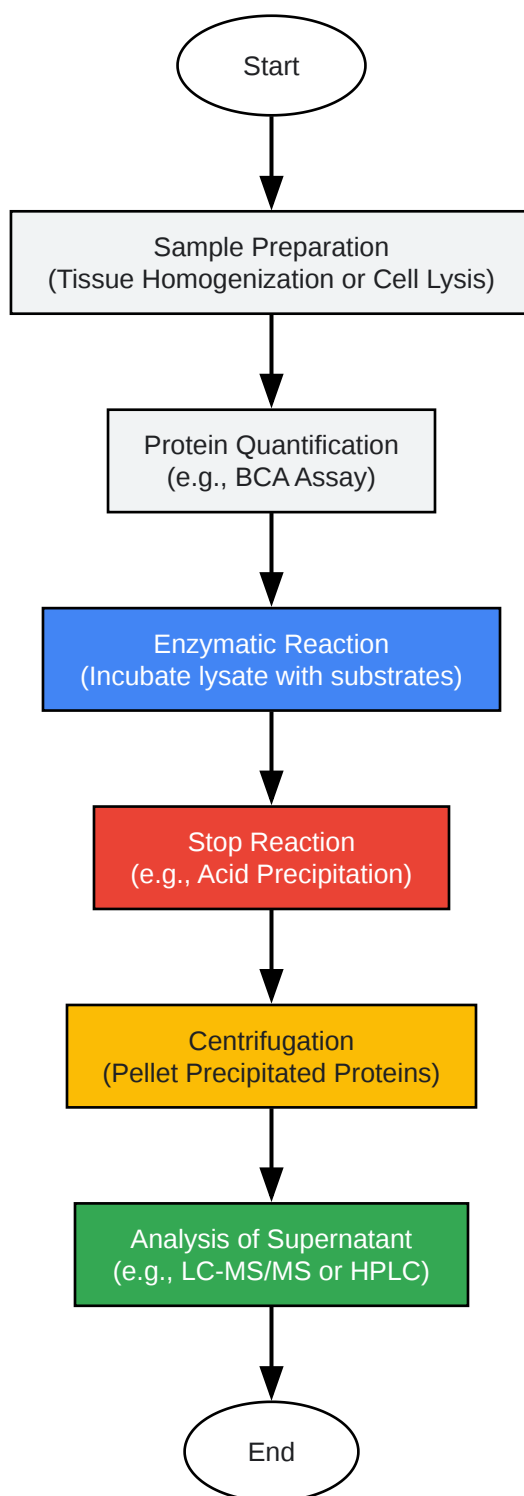 Start
Sample Preparation
(Tissue Homogenization or Cell Lysis)
Protein Quantification
(e.g., BCA Assay)
Enzymatic Reaction
(Incubate lysate with substrates)
Stop Reaction
(e.g., Acid Precipitation)
Centrifugation
(Pellet Precipitated Proteins)
Analysis of Supernatant
(e.g., LC-MS/MS or HPLC)
End